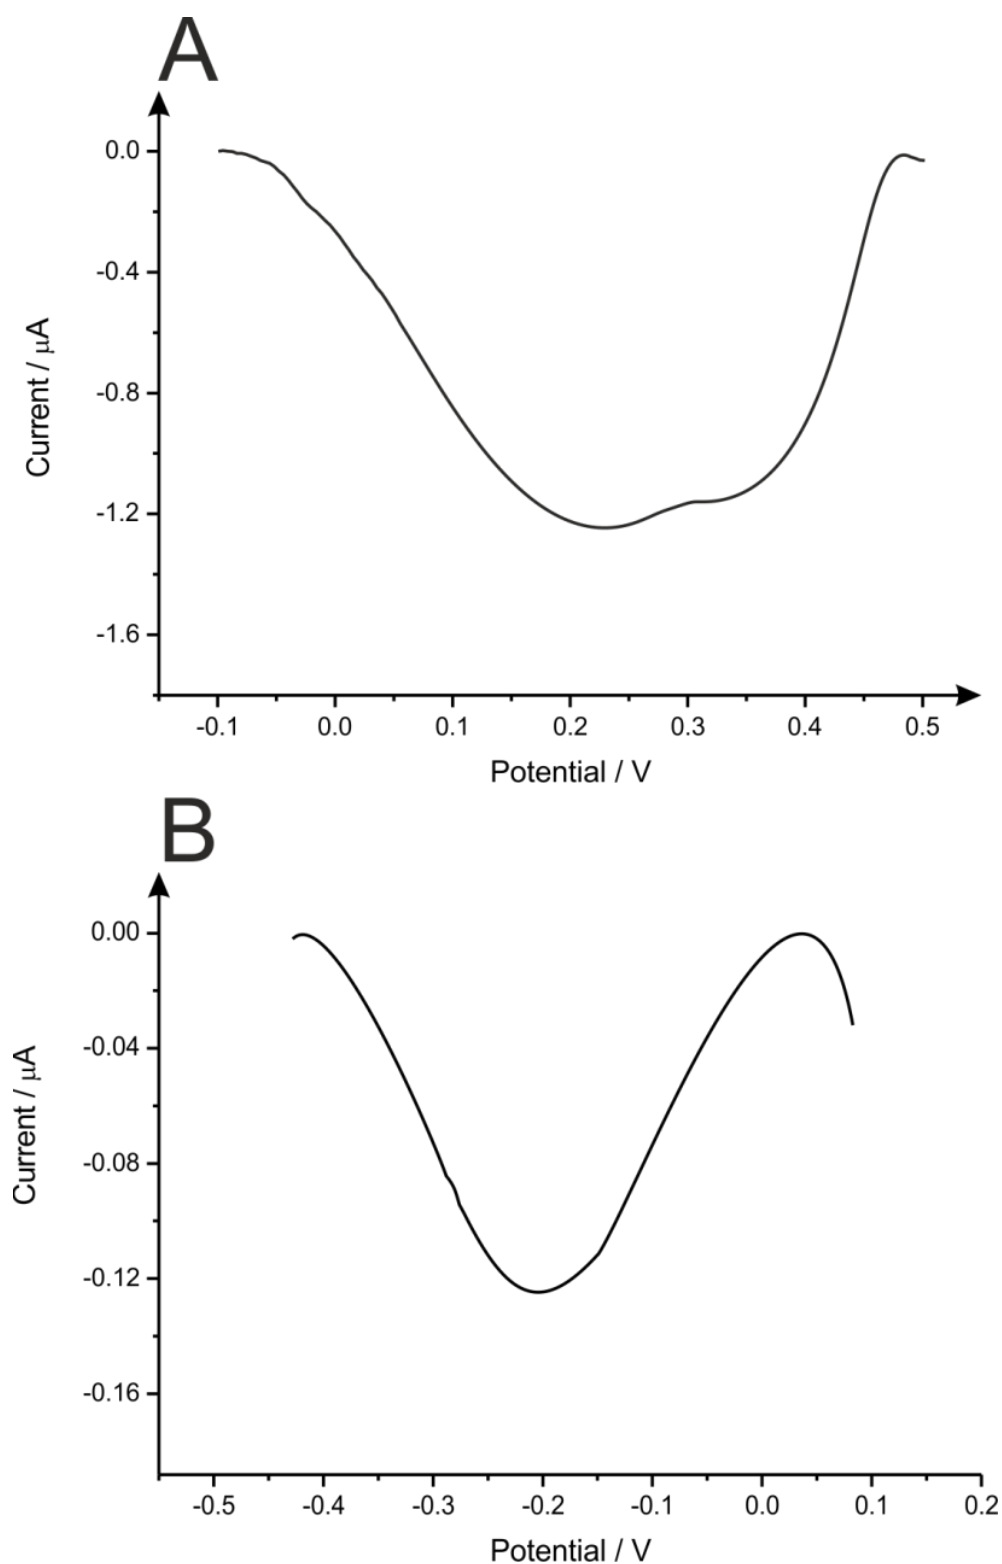 A
0.0
-0.4
-0.8
-1.2
-1.6
Current / μA
-0.1 0.0 0.1 0.2 0.3 0.4 0.5
Potential / V
B
0.00
-0.04
-0.08
-0.12
-0.16
Current / μA
-0.5 -0.4 -0.3 -0.2 -0.1 0.0 0.1 0.2
Potential / V